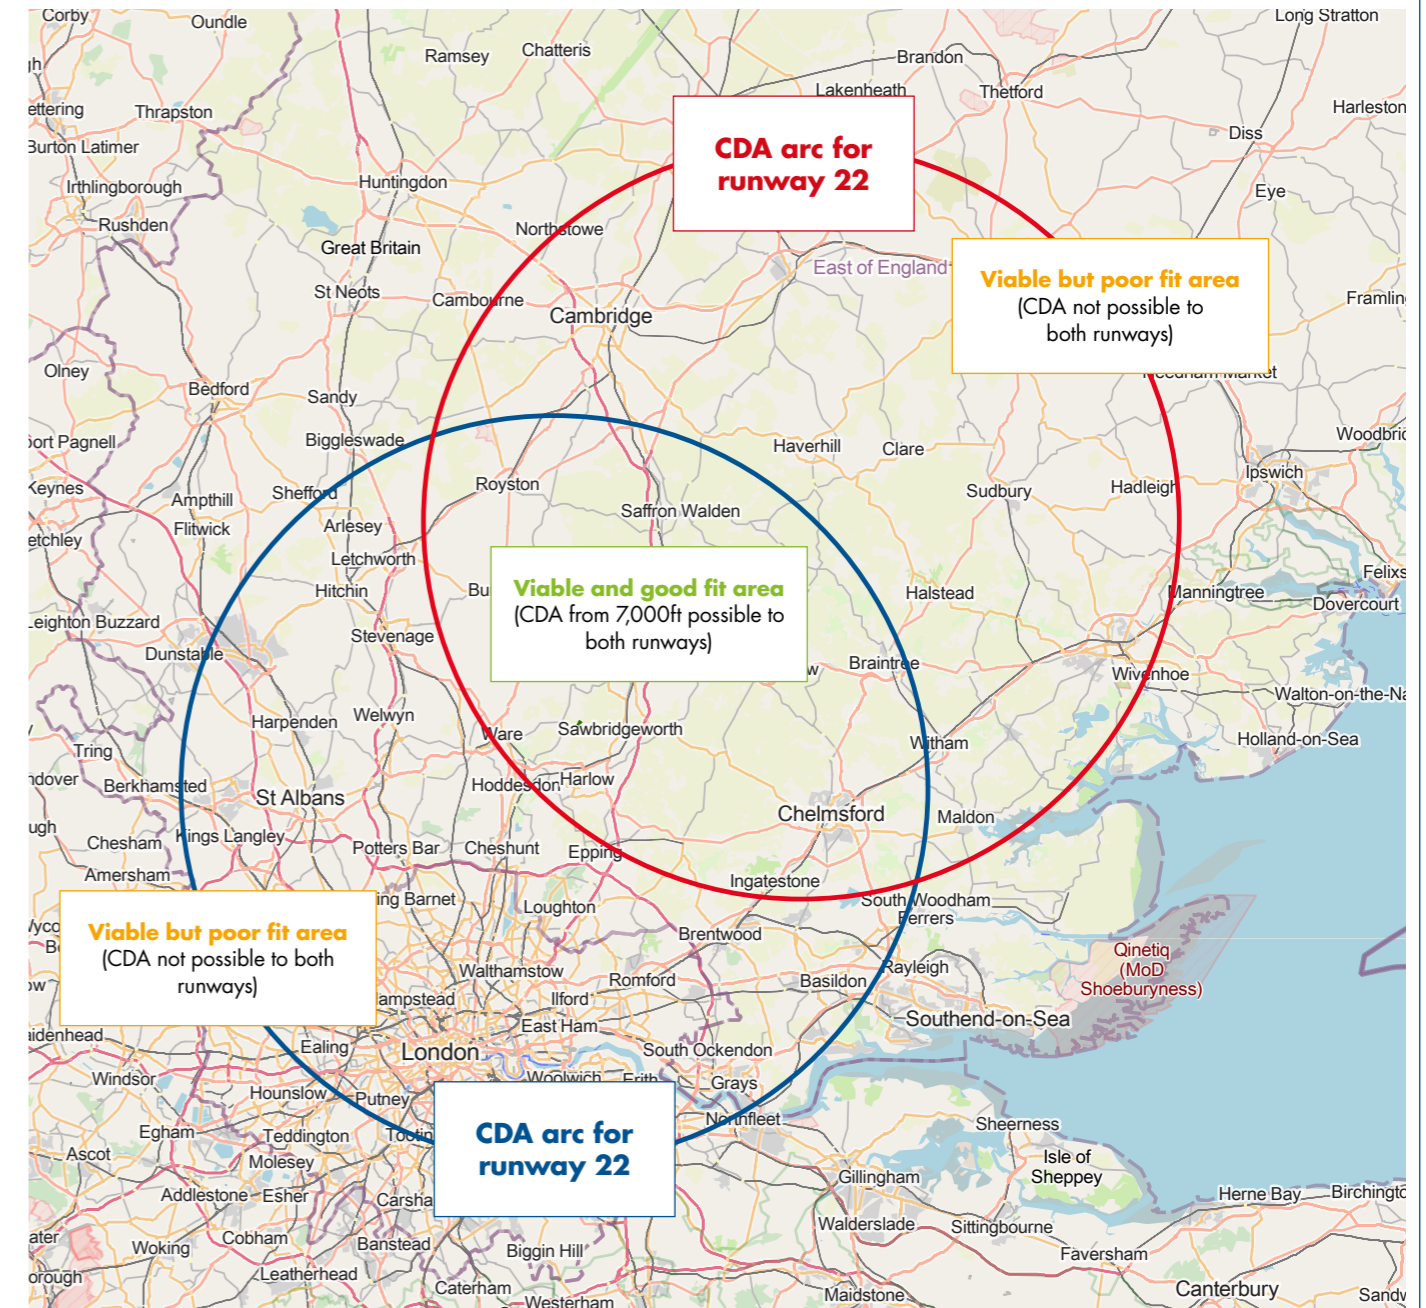 Corby
Oundle
Long Stratton
Ramsey
Chatteris
Brandon
Lakenheath
Thetford
Thrapston
Harleston
Burton Latimer
Diss
CDA arc for
runway 22
Irthlingborough
Huntingdon
Eye
Rushden
Northstowe
Great Britain
East of England
Viable but poor fit area
(CDA not possible to
both runways)
St Neots
Cambourne
Cambridge
Olney
Bedford
Sandy
Needham Market
Biggleswade
Haverhill
Clare
Ipswich
Royston
Sudbury
Hadleigh
Ampthill
Shefford
Saffron Walden
Flitwick
Arlesey
Letchworth
Hitchin
Viable and good fit area
(CDA from 7,000ft possible to
both runways)
Halstead
Manningtree
Dovercourt
Leighton Buzzard
Stevenage
Dunstable
Braintree
Wivenhoe
Harpenden
Welwyn
Ware
Sawbridgeworth
Witham
Holland-on-Sea
Tring
Berkhamsted
St Albans
Hoddesdon
Harlow
Chelmsford
Maldon
Chesham
Kings Langley
Potters Bar
Cheshunt
Epping
Amersham
Ingatestone
Loughton
South Woodham
Ferrers
Viable but poor fit area
(CDA not possible to both
runways)
Brentwood
Qinetiq
(MoD
Shoeburyness)
Walthamstow
Romford
Basildon
Rayleigh
Ilford
East Ham
Southend-on-Sea
Ealing
London
South Ockendon
Windsor
Hounslow
Putney
Woolwich
Erith
Grays
Northfleet
Egham
Teddington
CDA arc for
runway 22
Sheerness
Ascot
Molesey
Isle of
Sheppey
Addlestone
Esher
Gillingham
Herne Bay
Walderslade
Sittingbourne
Woking
Cobham
Banstead
Biggin Hill
Faversham
Leatherhead
Caterham
Westerham
Maidstone
Canterbury